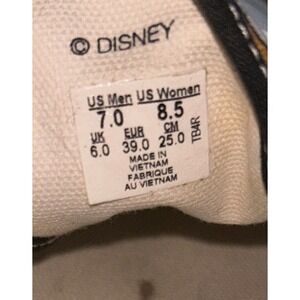 © DISNEY
US Men US Women
7.0 8.5
UK EUR CM
6.0 39.0 25.0
MADE IN
VIETNAM
FABRIQUE
AU VIETNAM
TB4R